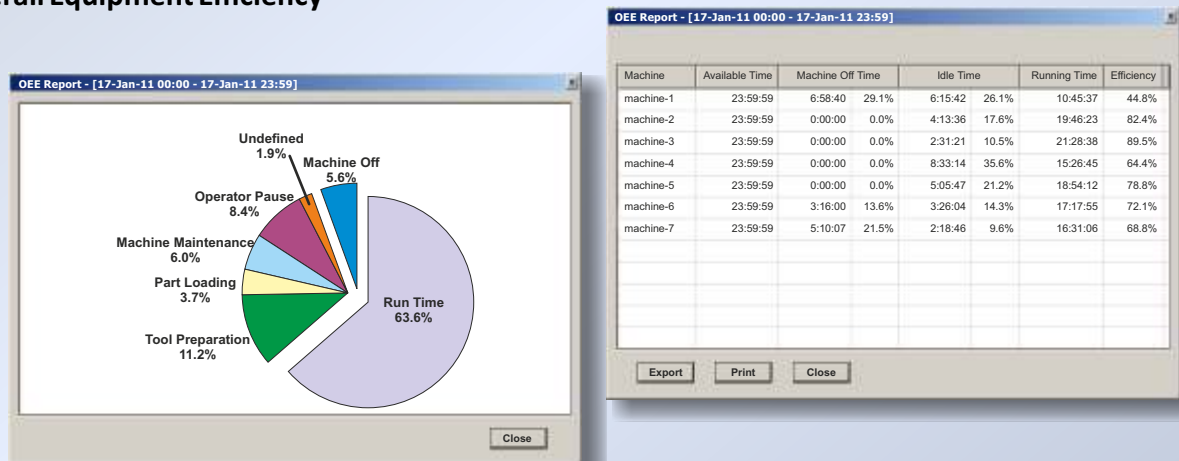 Equipment Efficiency
OEE Report - [17-Jan-11 00:00 - 17-Jan-11 23:59]
Undefined
1.9%
Machine Off
5.6%
Operator Pause
8.4%
Machine Maintenance
6.0%
Part Loading
3.7%
Tool Preparation
11.2%
Run Time
63.6%
Close
OEE Report - [17-Jan-11 00:00 - 17-Jan-11 23:59]
Machine Available Time Machine Off Time Idle Time Running Time Efficiency
machine-1 23:59:59 6:58:40 29.1% 6:15:42 26.1% 10:45:37 44.8%
machine-2 23:59:59 0:00:00 0.0% 4:13:36 17.6% 19:46:23 82.4%
machine-3 23:59:59 0:00:00 0.0% 2:31:21 10.5% 21:28:38 89.5%
machine-4 23:59:59 0:00:00 0.0% 8:33:14 35.6% 15:26:45 64.4%
machine-5 23:59:59 0:00:00 0.0% 5:05:47 21.2% 18:54:12 78.8%
machine-6 23:59:59 3:16:00 13.6% 3:26:04 14.3% 17:17:55 72.1%
machine-7 23:59:59 5:10:07 21.5% 2:18:46 9.6% 16:31:06 68.8%
Export Print Close